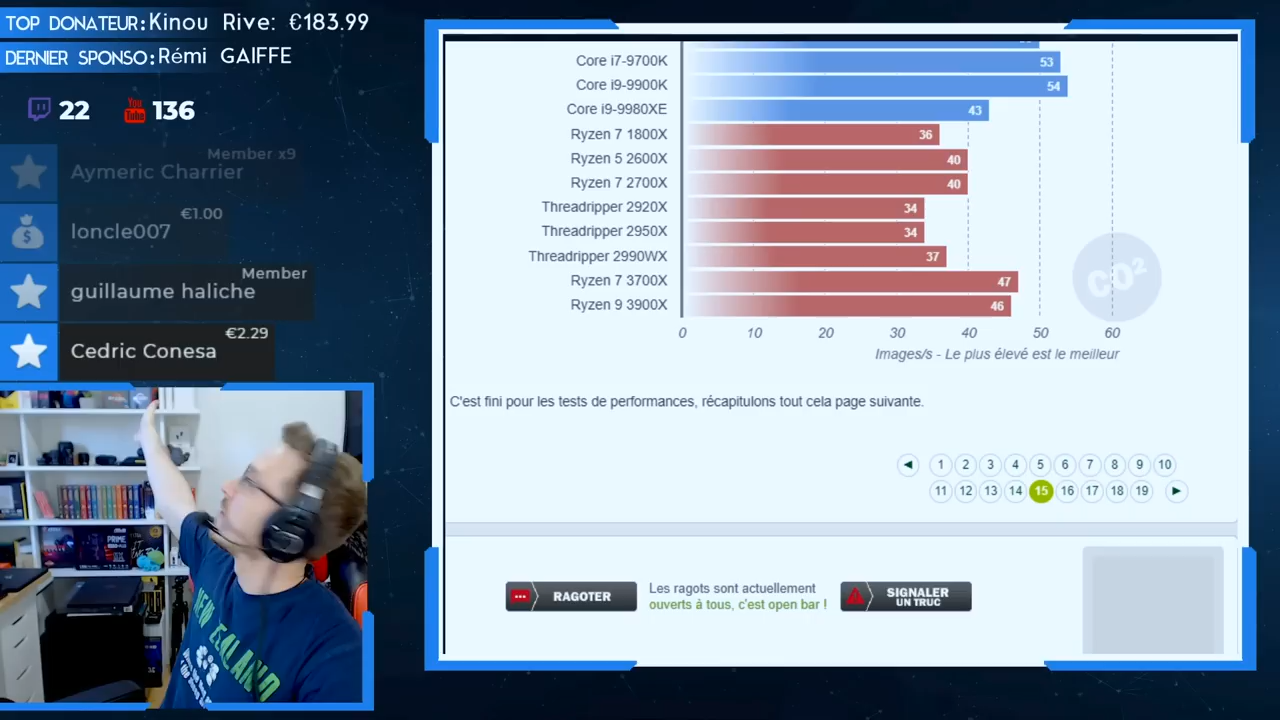 TOP DONATEUR:Kinou Rive: €183.99
DERNIER SPONSO:Rémi GAIFFE
22
You Tube 136
Member x9
Aymeric Charrier
€1.00
loncle007
Member
guillaume haliche
€2.29
Cedric Conesa
Core i7-9700K 53
Core i9-9900K 54
Core i9-9980XE 43
Ryzen 7 1800X 36
Ryzen 5 2600X 40
Ryzen 7 2700X 40
Threadripper 2920X 34
Threadripper 2950X 34
Threadripper 2990WX 37
Ryzen 7 3700X 47
Ryzen 9 3900X 46
CO²
0 10 20 30 40 50 60
Images/s - Le plus élevé est le meilleur
C'est fini pour les tests de performances, récapitulons tout cela page suivante.
1 2 3 4 5 6 7 8 9 10
11 12 13 14 15 16 17 18 19
RAGOTER
Les ragots sont actuellement
ouverts à tous, c'est open bar !
SIGNALER
UN TRUC
PRIME
NEW ZEALAND